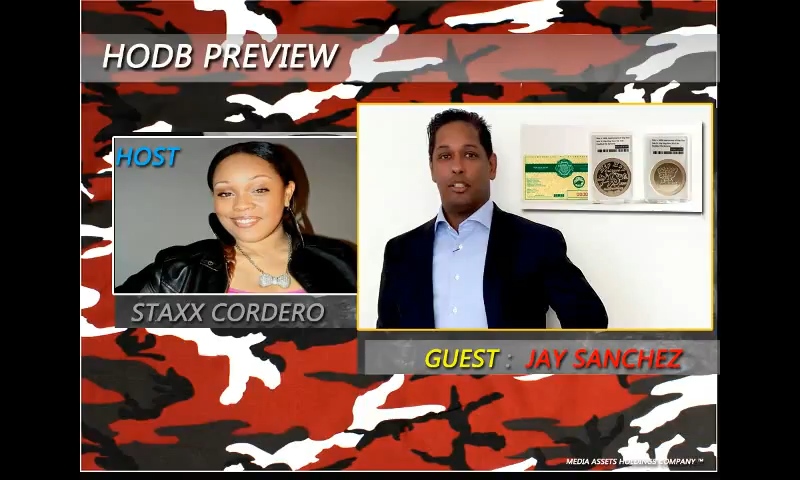 HODB PREVIEW
HOST
STAXX CORDERO
GUEST : JAY SANCHEZ
MEDIA ASSETS HOLDINGS COMPANY ™